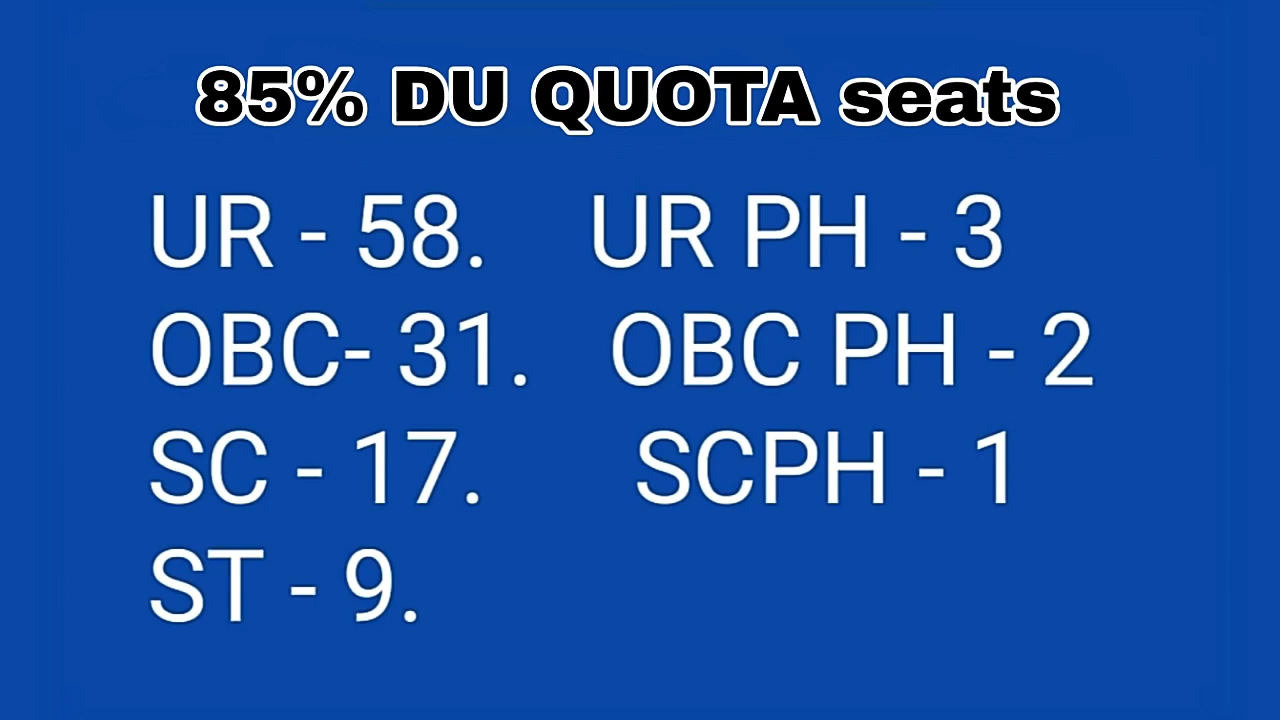 85% DU QUOTA seats
UR - 58. UR PH - 3
OBC- 31. OBC PH - 2
SC - 17. SCPH - 1
ST - 9.